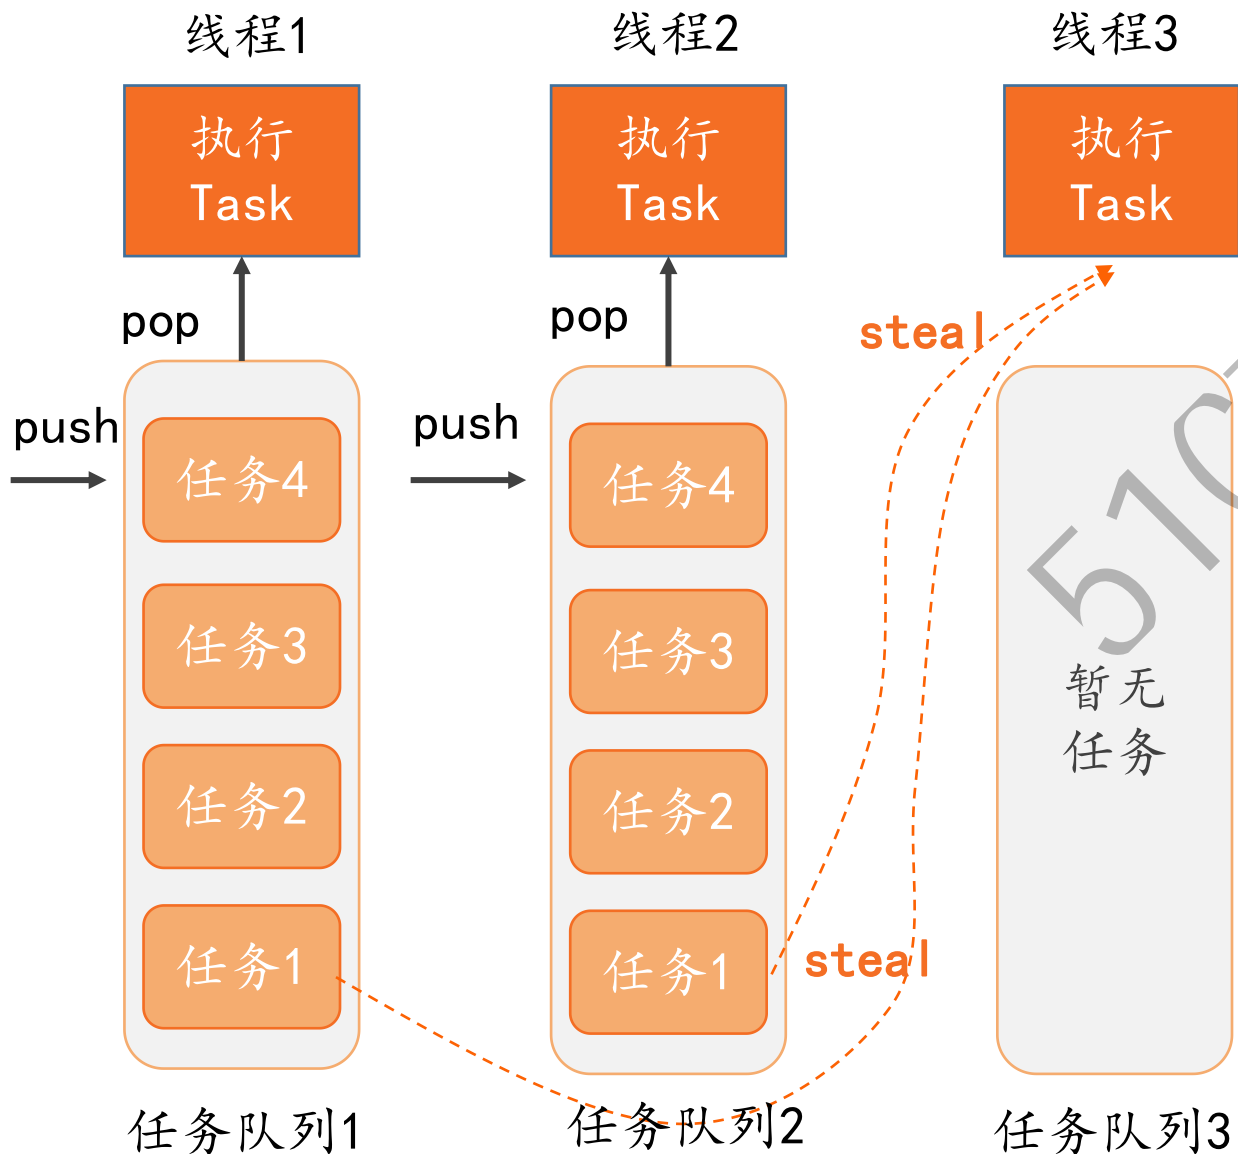 线程1
线程2
线程3
执行
Task
执行
Task
执行
Task
pop
pop
steal
push
push
任务4
任务3
任务2
任务1
任务4
任务3
任务2
任务1
steal
510
暂无
任务
任务队列1
任务队列2
任务队列3